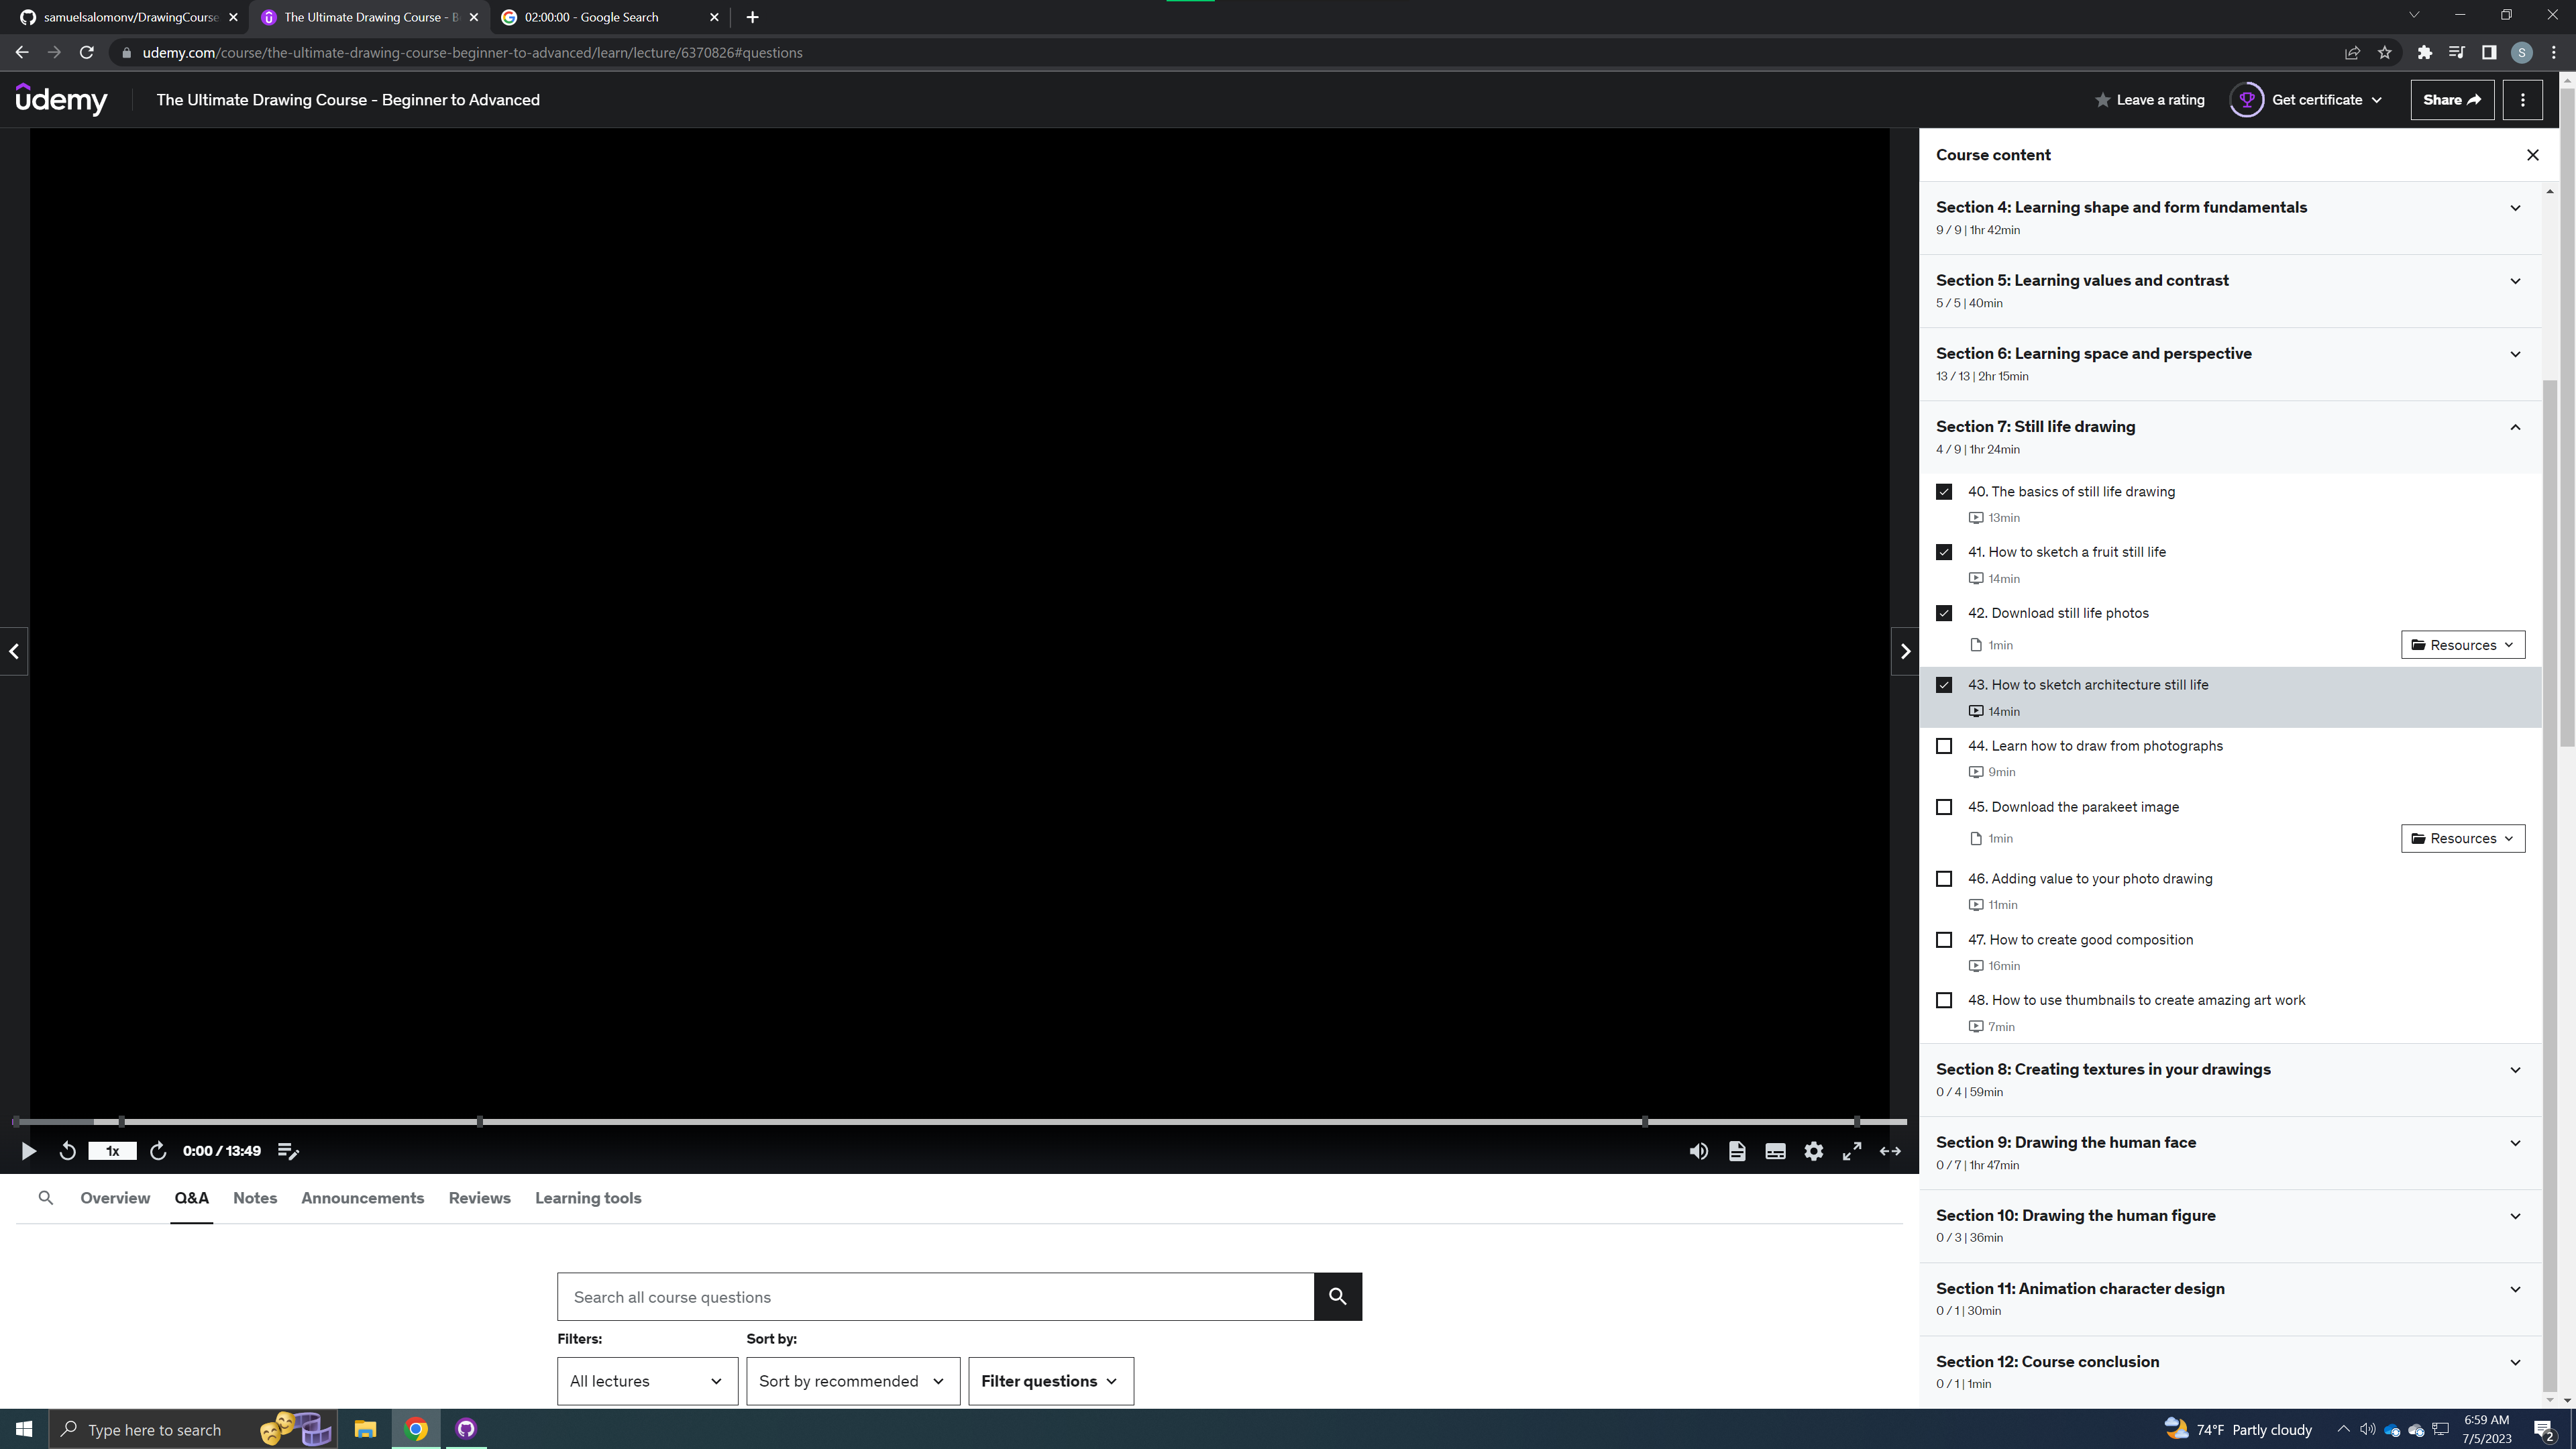 samuelsalomonv/DrawingCourse
The Ultimate Drawing Course - B
02:00:00 - Google Search
udemy.com/course/the-ultimate-drawing-course-beginner-to-advanced/learn/lecture/6370826#questions
S
udemy
The Ultimate Drawing Course - Beginner to Advanced
Leave a rating
Get certificate
Share
Course content
Section 4: Learning shape and form fundamentals
9 / 9 | 1hr 42min
Section 5: Learning values and contrast
5 / 5 | 40min
Section 6: Learning space and perspective
13 / 13 | 2hr 15min
Section 7: Still life drawing
4 / 9 | 1hr 24min
40. The basics of still life drawing
13min
41. How to sketch a fruit still life
14min
42. Download still life photos
1min
Resources
43. How to sketch architecture still life
14min
44. Learn how to draw from photographs
9min
45. Download the parakeet image
1min
Resources
46. Adding value to your photo drawing
11min
47. How to create good composition
16min
48. How to use thumbnails to create amazing art work
7min
Section 8: Creating textures in your drawings
0 / 4 | 59min
Section 9: Drawing the human face
0 / 7 | 1hr 47min
Section 10: Drawing the human figure
0 / 3 | 36min
Section 11: Animation character design
0 / 1 | 30min
Section 12: Course conclusion
0 / 1 | 1min
1x
0:00 / 13:49
Overview
Q&A
Notes
Announcements
Reviews
Learning tools
Search all course questions
Filters:
Sort by:
All lectures
Sort by recommended
Filter questions
Type here to search
74°F Partly cloudy
6:59 AM
7/5/2023
2